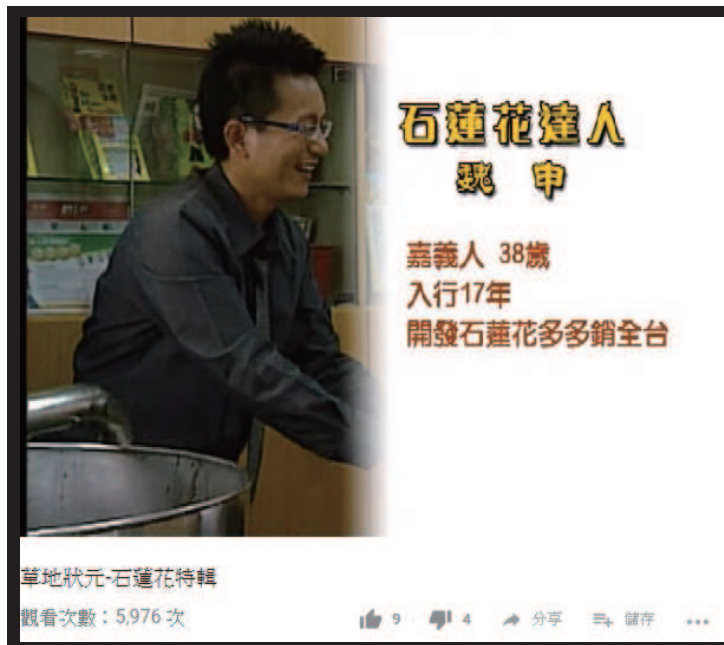 石蓮花達人
魏 申
嘉義人 38歲
入行17年
開發石蓮花多多銷全台
草地狀元-石蓮花特輯
觀看次數：5,976 次
9 4 分享 儲存